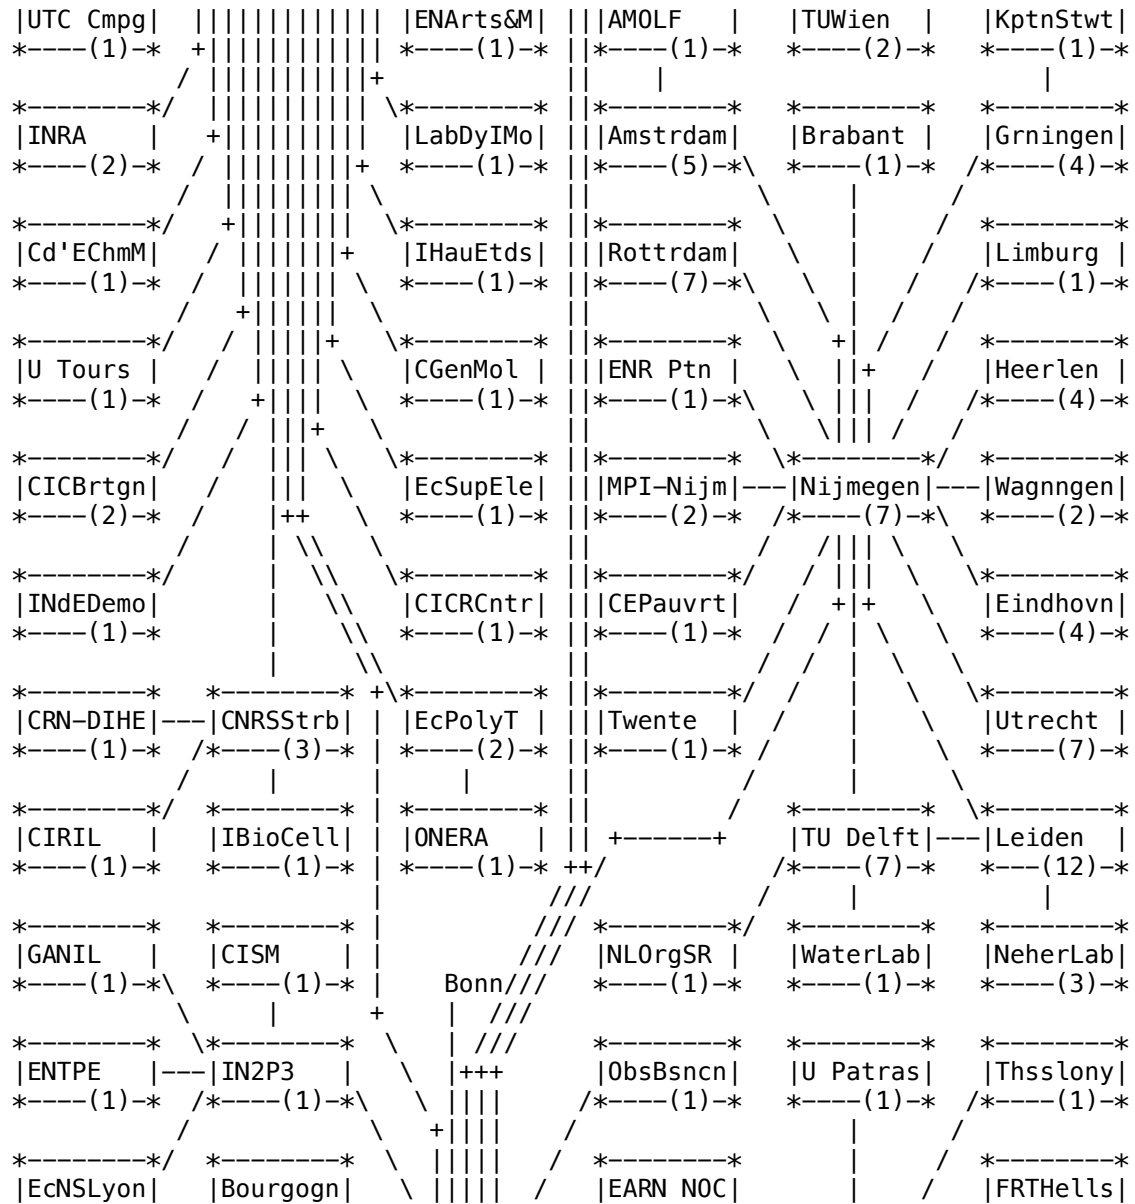 |UTC Cmpg|  |||||||||||||  |ENArts&M| |||AMOLF   |   |TUWien  |   |KptnStwt|
*----(1)-*  +||||||||||||  *----(1)-* |||*----(1)-*   *----(2)-*   *----(1)-*
           / |||||||||||+             ||     |                          |
*--------*/  |||||||||||  \*--------* ||*--------*   *--------*   *--------*
|INRA    |   +||||||||||   |LabDyIMo| |||Amstrdam|   |Brabant |   |Grningen|
*----(2)-*  / ||||||||||+  *----(1)-* ||*----(5)-*\  *----(1)-*  /*----(4)-*
           /  |||||||||  \            ||           \     |      /
*--------*/   +||||||||   \*--------* ||*--------*  \    |     /  *--------*
|Cd'EChmM|   / |||||||+    |IHauEtds| |||Rottrdam|   \   |    /   |Limburg |
*----(1)-*  /  |||||||  \  *----(1)-* ||*----(7)-*\   \  |   /   /*----(1)-*
           /   +||||||   \            ||           \   \ |  /   /
*--------*/   /  |||||+   \*--------* ||*--------*  \   +| /   /  *--------*
|U Tours |   /  |||||  \   |CGenMol | |||ENR Ptn |   \  ||+   /   |Heerlen |
*----(1)-*  /   +||||   \  *----(1)-* ||*----(1)-*\   \ |||  /   /*----(4)-*
           /   /  |||+   \            ||           \   \||| /   /
*--------*/   /   |||  \   \*--------* ||*--------*  \*--------*/  *--------*
|CICBrtgn|   /    |||   \  |EcSupEle| |||MPI-Nijm|---|Nijmegen|---|Wagnngen|
*----(2)-*  /     |++    \ *----(1)-* ||*----(2)-*  /*----(7)-*\  *----(2)-*
           /      | \\    \           ||           /   /||| \   \
*--------*/       |  \\    \*--------* ||*--------*/   / |||  \   \*--------*
|INdEDemo|        |   \\   |CICRCntr| |||CEPauvrt|   /  +|+   \   |Eindhovn|
*----(1)-*        |    \\  *----(1)-* ||*----(1)-*  /  / | \   \  *----(4)-*
                  |     \\            ||           /  /  |  \   \
*--------*   *--------* +\*--------* ||*--------*/  /   |   \   \*--------*
|CRN-DIHE|---|CNRSStrb| |  |EcPolyT | |||Twente  |  /    |    \   |Utrecht |
*----(1)-*  /*----(3)-* |  *----(2)-* ||*----(1)-* /     |     \  *----(7)-*
           /     |      |      |      ||          /      |      \
*--------*/  *--------* |  *--------* ||         /   *--------*  \*--------*
|CIRIL   |   |IBioCell| |  |ONERA   | || +------+    |TU Delft|---|Leiden  |
*----(1)-*   *----(1)-* |  *----(1)-* ++/           /*----(7)-*   *---(12)-*
                        |            ///           /     |            |
*--------*   *--------* |           ///  *--------*/  *--------*   *--------*
|GANIL   |   |CISM    | |          ///   |NLOrgSR |   |WaterLab|   |NeherLab|
*----(1)-*\  *----(1)-* |     Bonn///    *----(1)-*   *----(1)-*   *----(3)-*
           \     |      +     |  ///
*--------*  \*--------*  \    | ///      *--------*   *--------*   *--------*
|ENTPE   |---|IN2P3   |   \   |+++       |ObsBsncn|   |U Patras|   |Thsslony|
*----(1)-*  /*----(1)-*\   \  ||||      /*----(1)-*   *----(1)-*  /*----(1)-*
           /            \   +||||     /                  |      /
*--------*/  *--------*  \  |||||    /   *--------*      |     /  *--------*
|EcNSLyon|   |Bourgogn|   \ |||||   /    |EARN NOC|      |    /   |FRTHells|